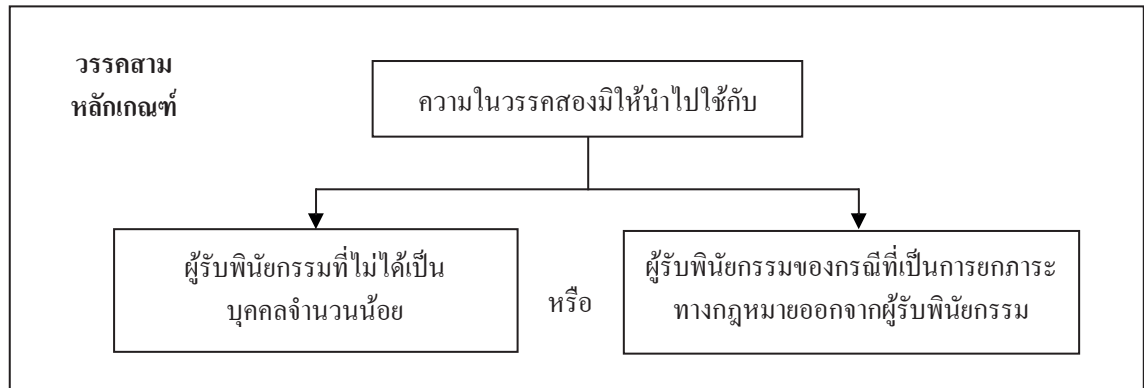 วรรคสาม
หลักเกณฑ์
ความในวรรคสองมิให้นำไปใช้กับ
ผู้รับพินัยกรรมที่ไม่ได้เป็น
บุคคลจำนวนน้อย
หรือ
ผู้รับพินัยกรรมของกรณีที่เป็นการยกภาระ
ทางกฎหมายออกจากผู้รับพินัยกรรม